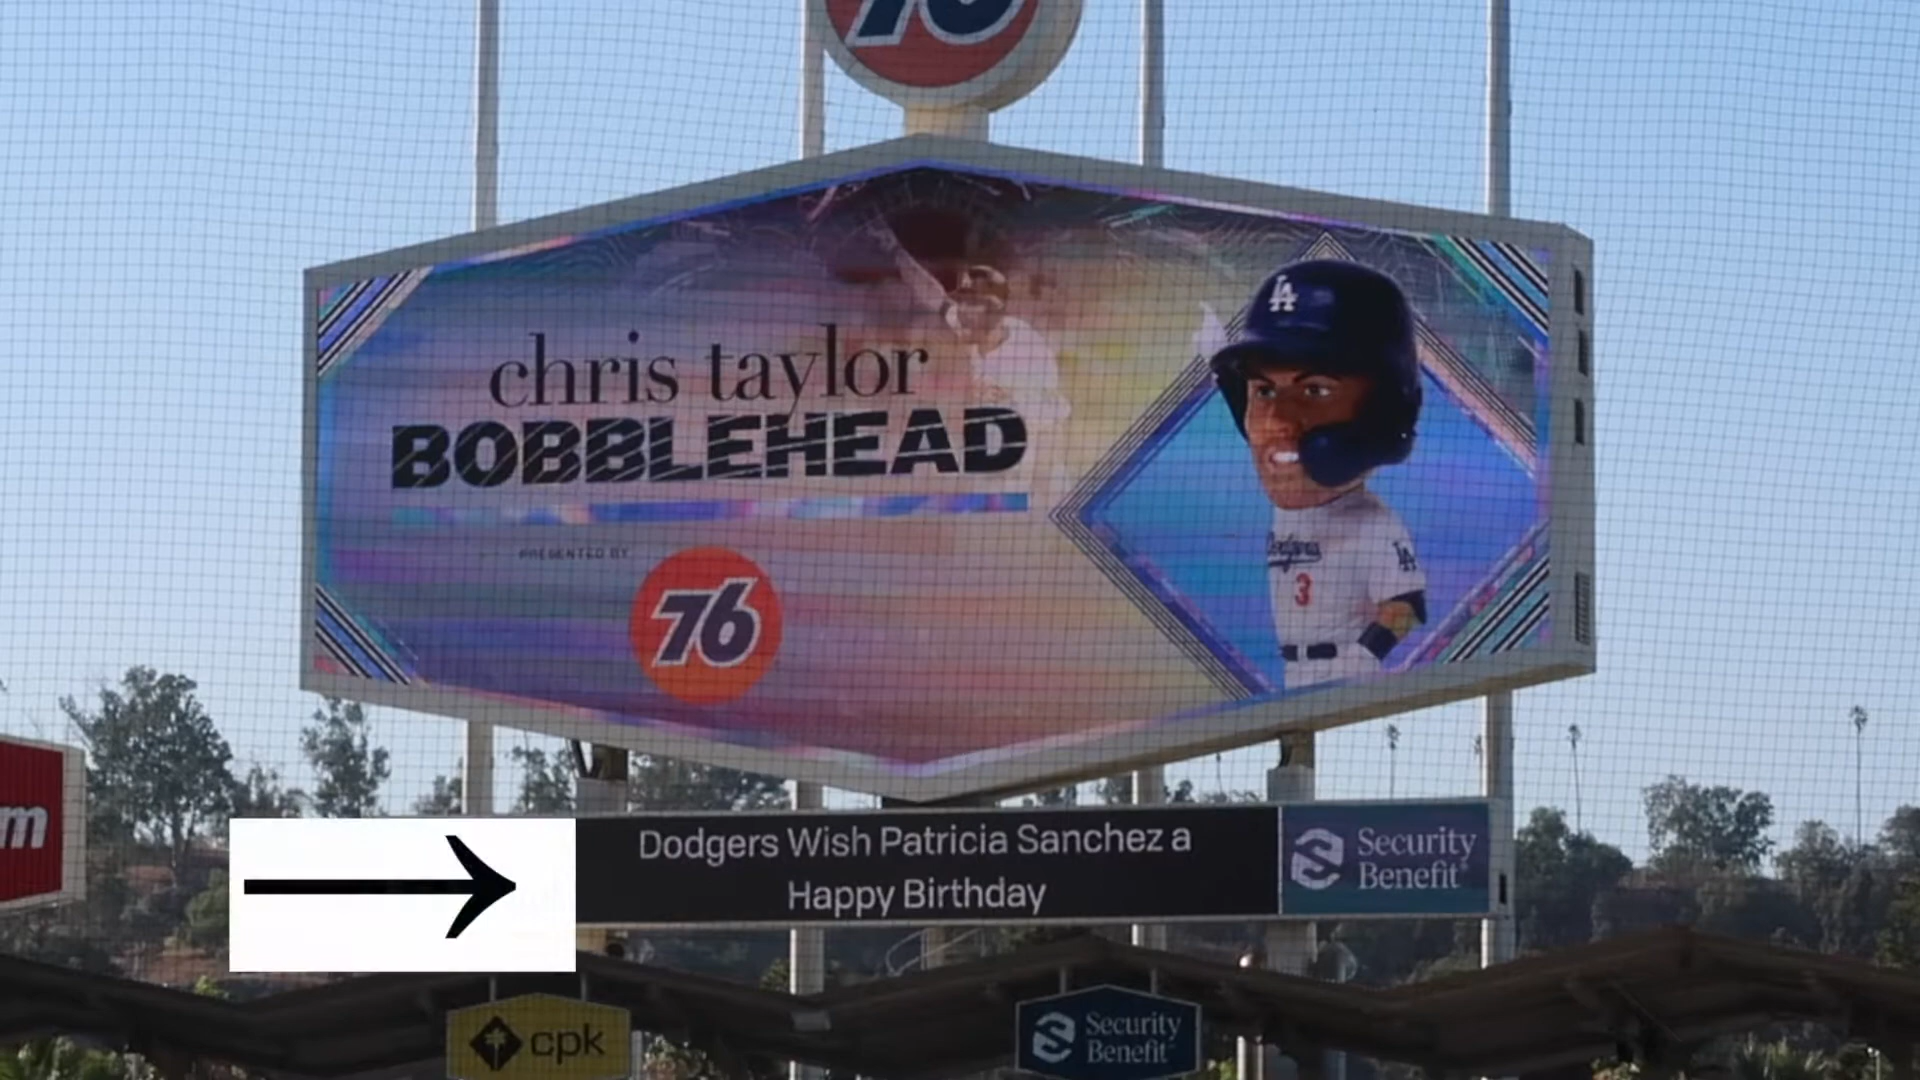 76
chris taylor
BOBBLEHEAD
PRESENTED BY
76
LA
Dodgers
LA
3
m
Dodgers Wish Patricia Sanchez a
Happy Birthday
Security
Benefit
cpk
Security
Benefit